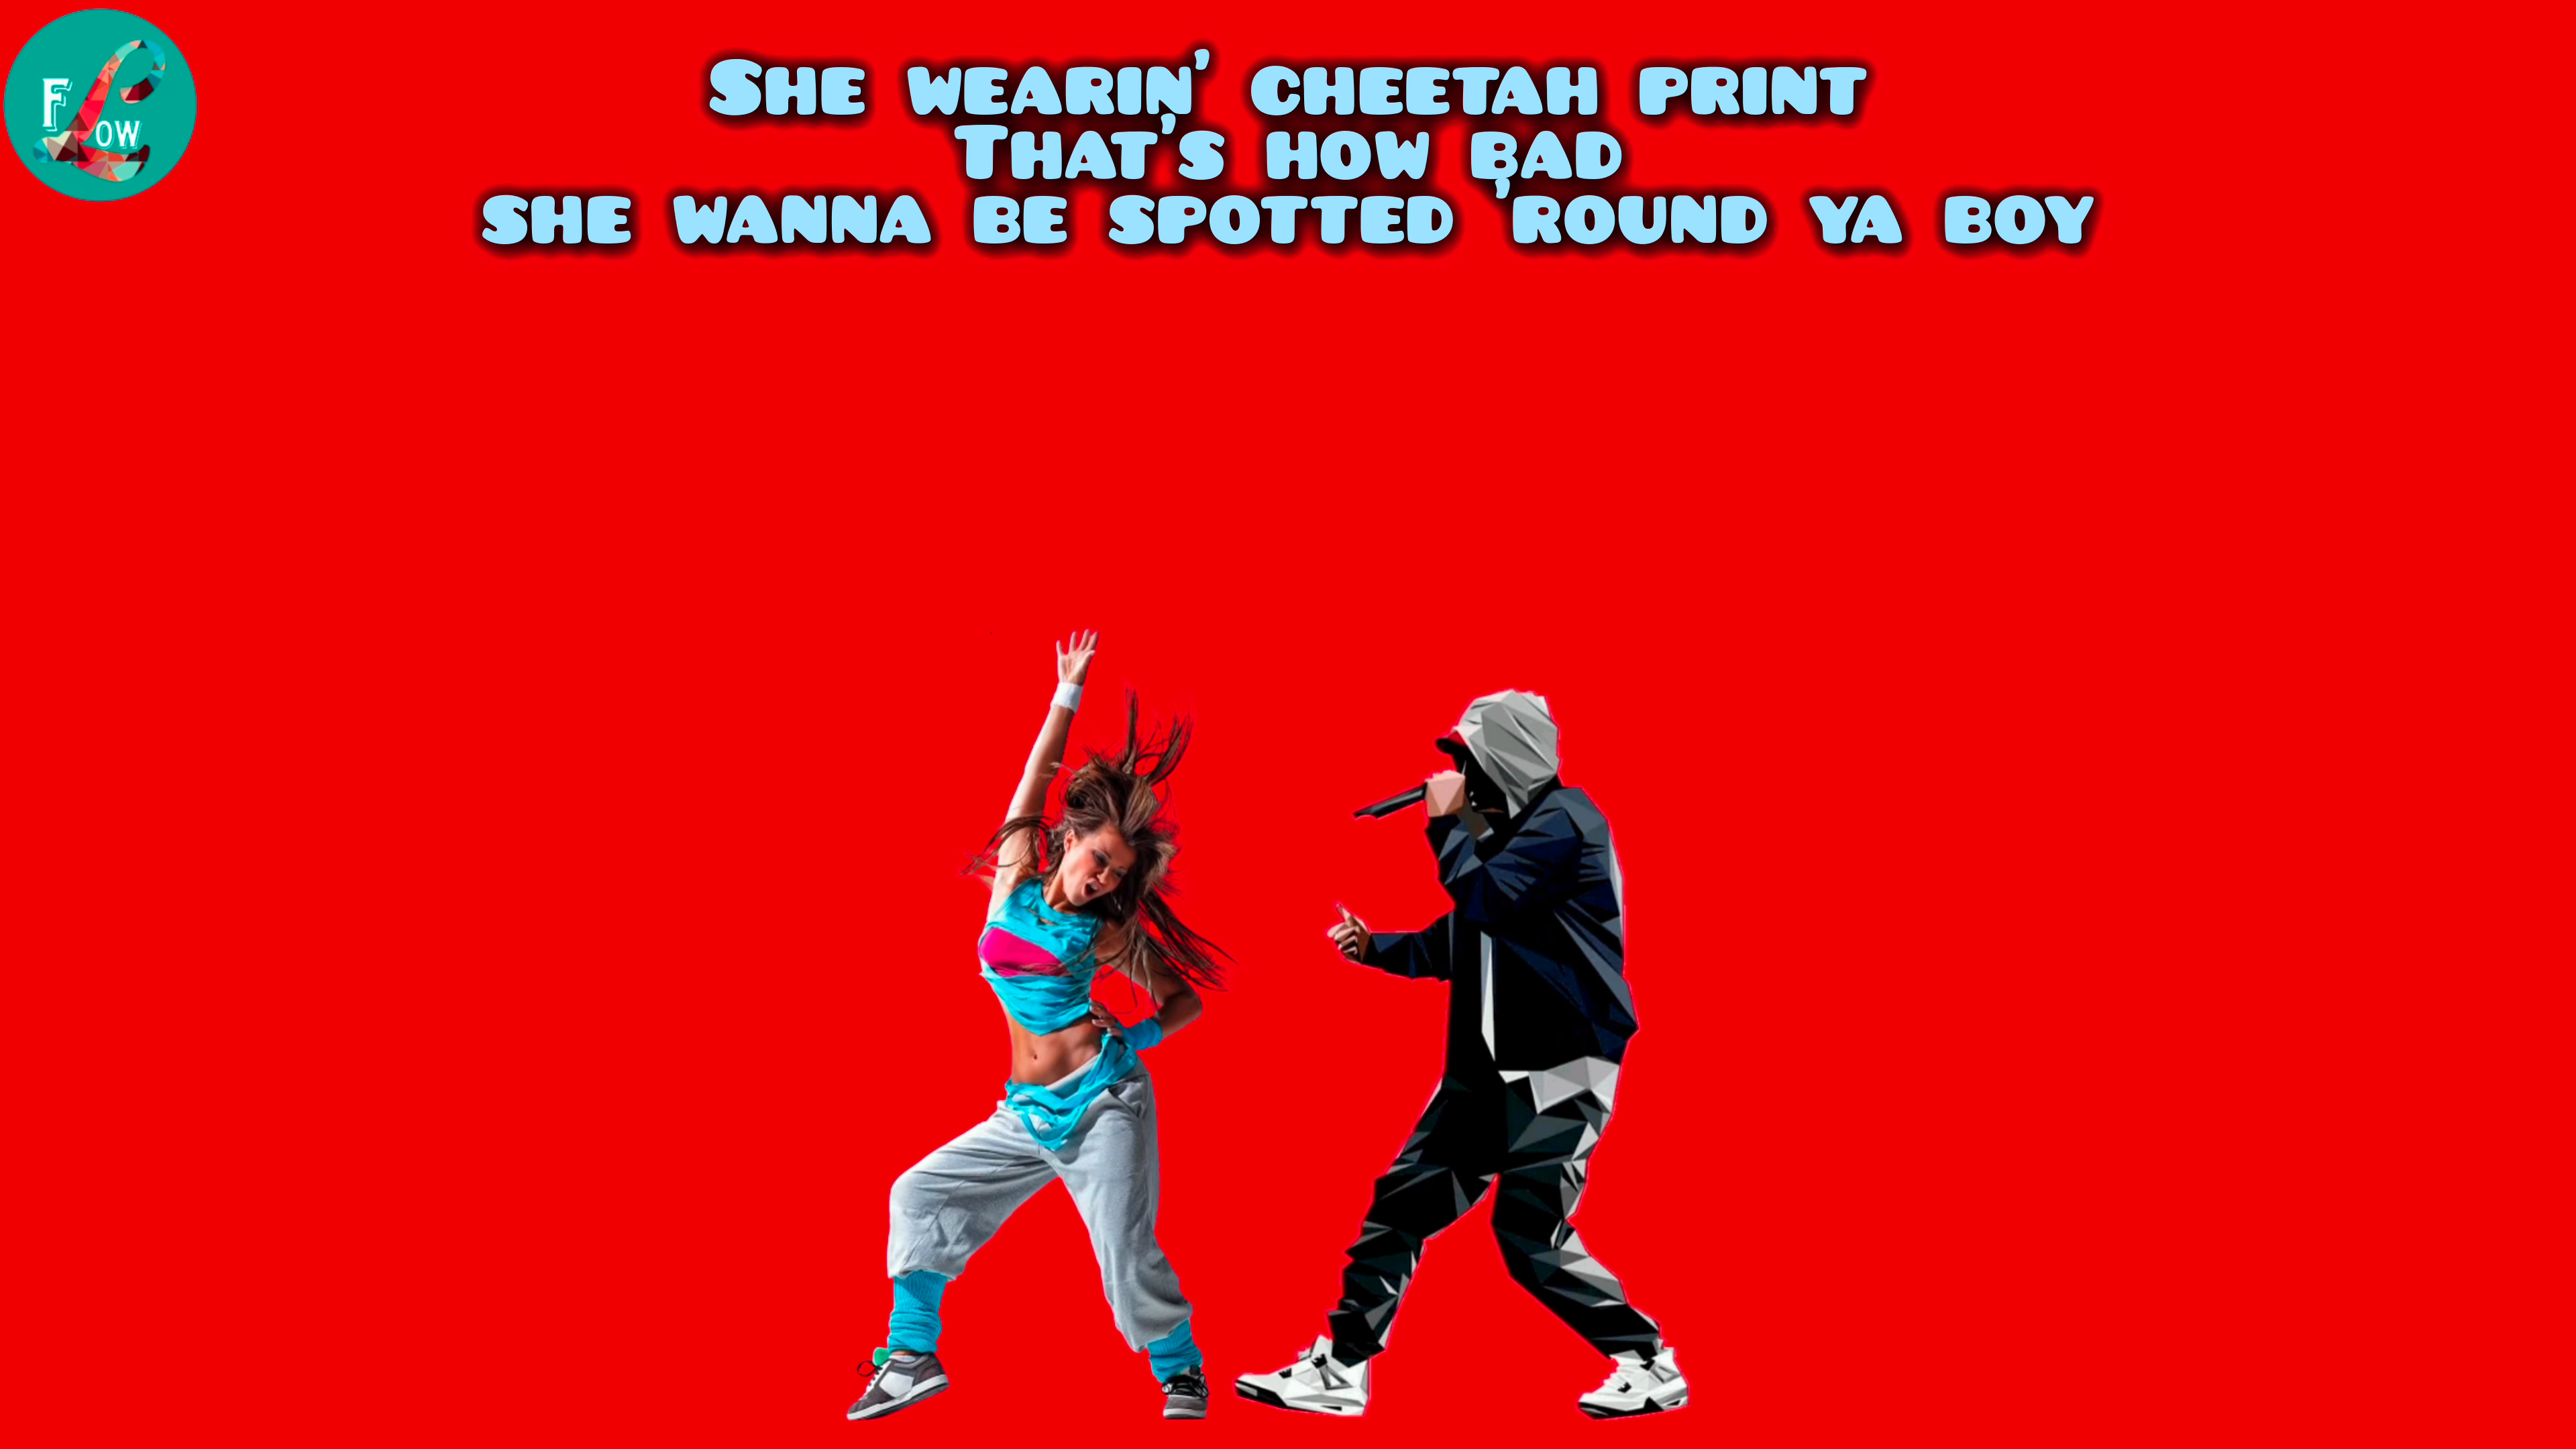 FLow
She wearin' cheetah print
That's how bad
she wanna be spotted 'round ya boy